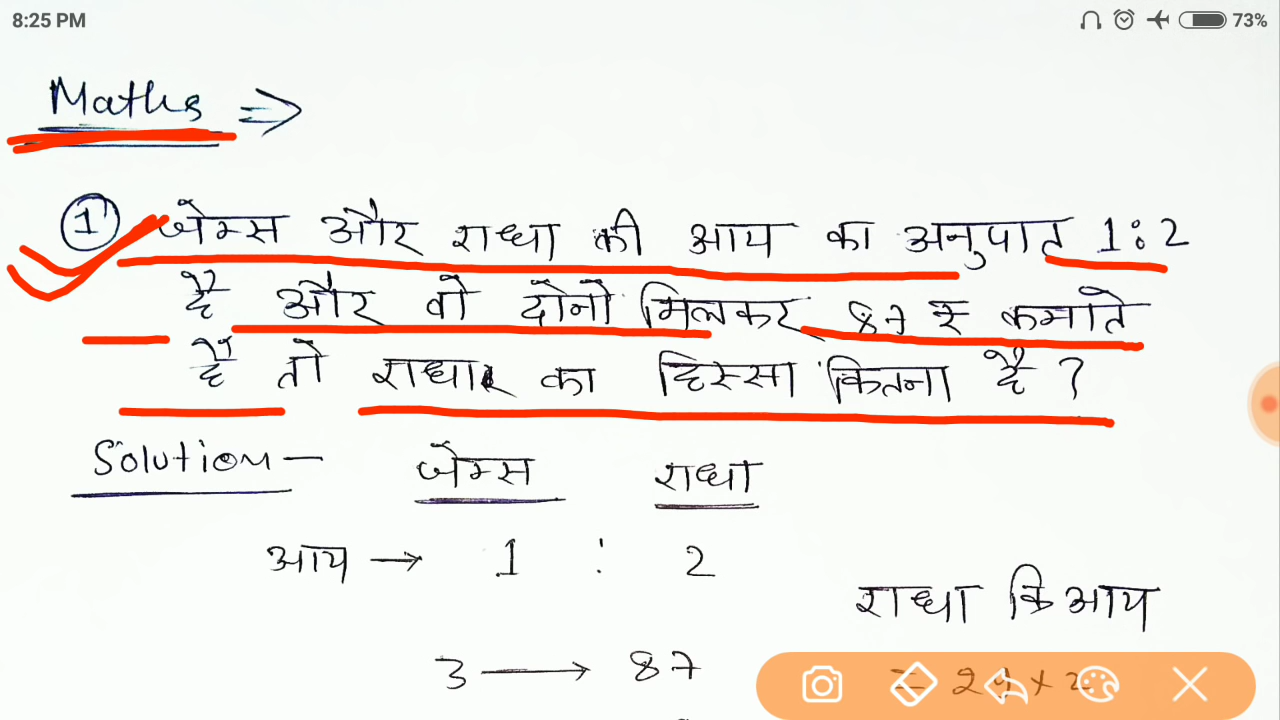 8:25 PM 73%
Maths ⇒
① जेम्स और राधा की आय का अनुपात 1:2
है और वो दोनों मिलकर 87 ₹ कमाते
हैं तो राधा का हिस्सा कितना है ?
Solution — जेम्स राधा
आय → 1 : 2
राधा कि आय
3 → 87